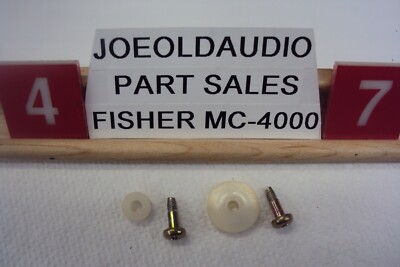 JOEOLDAUDIO
PART SALES
FISHER MC-4000
4
7